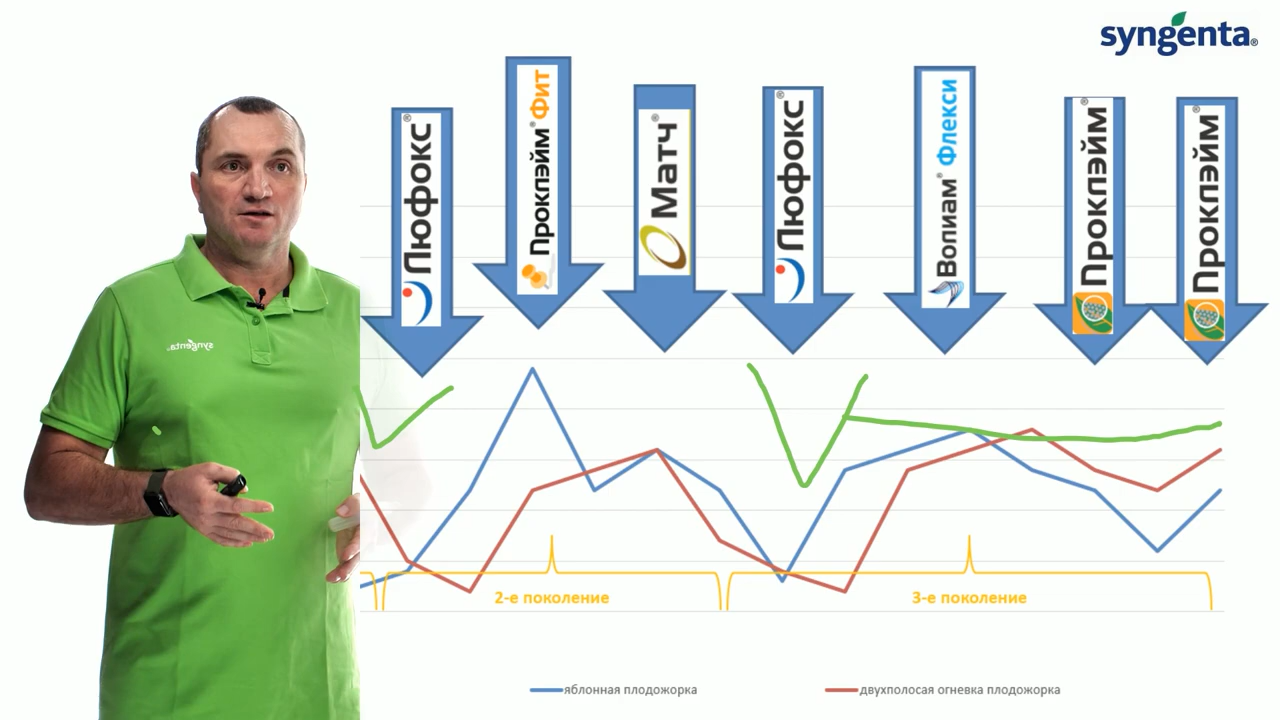 syngenta®
Люфокс®
Проклэйм® Фит
Матч®
Люфокс®
Волиам® Флекси
Проклэйм®
Проклэйм®
syngenta.
2-е поколение
3-е поколение
яблонная плодожорка
двухполосая огневка плодожорка